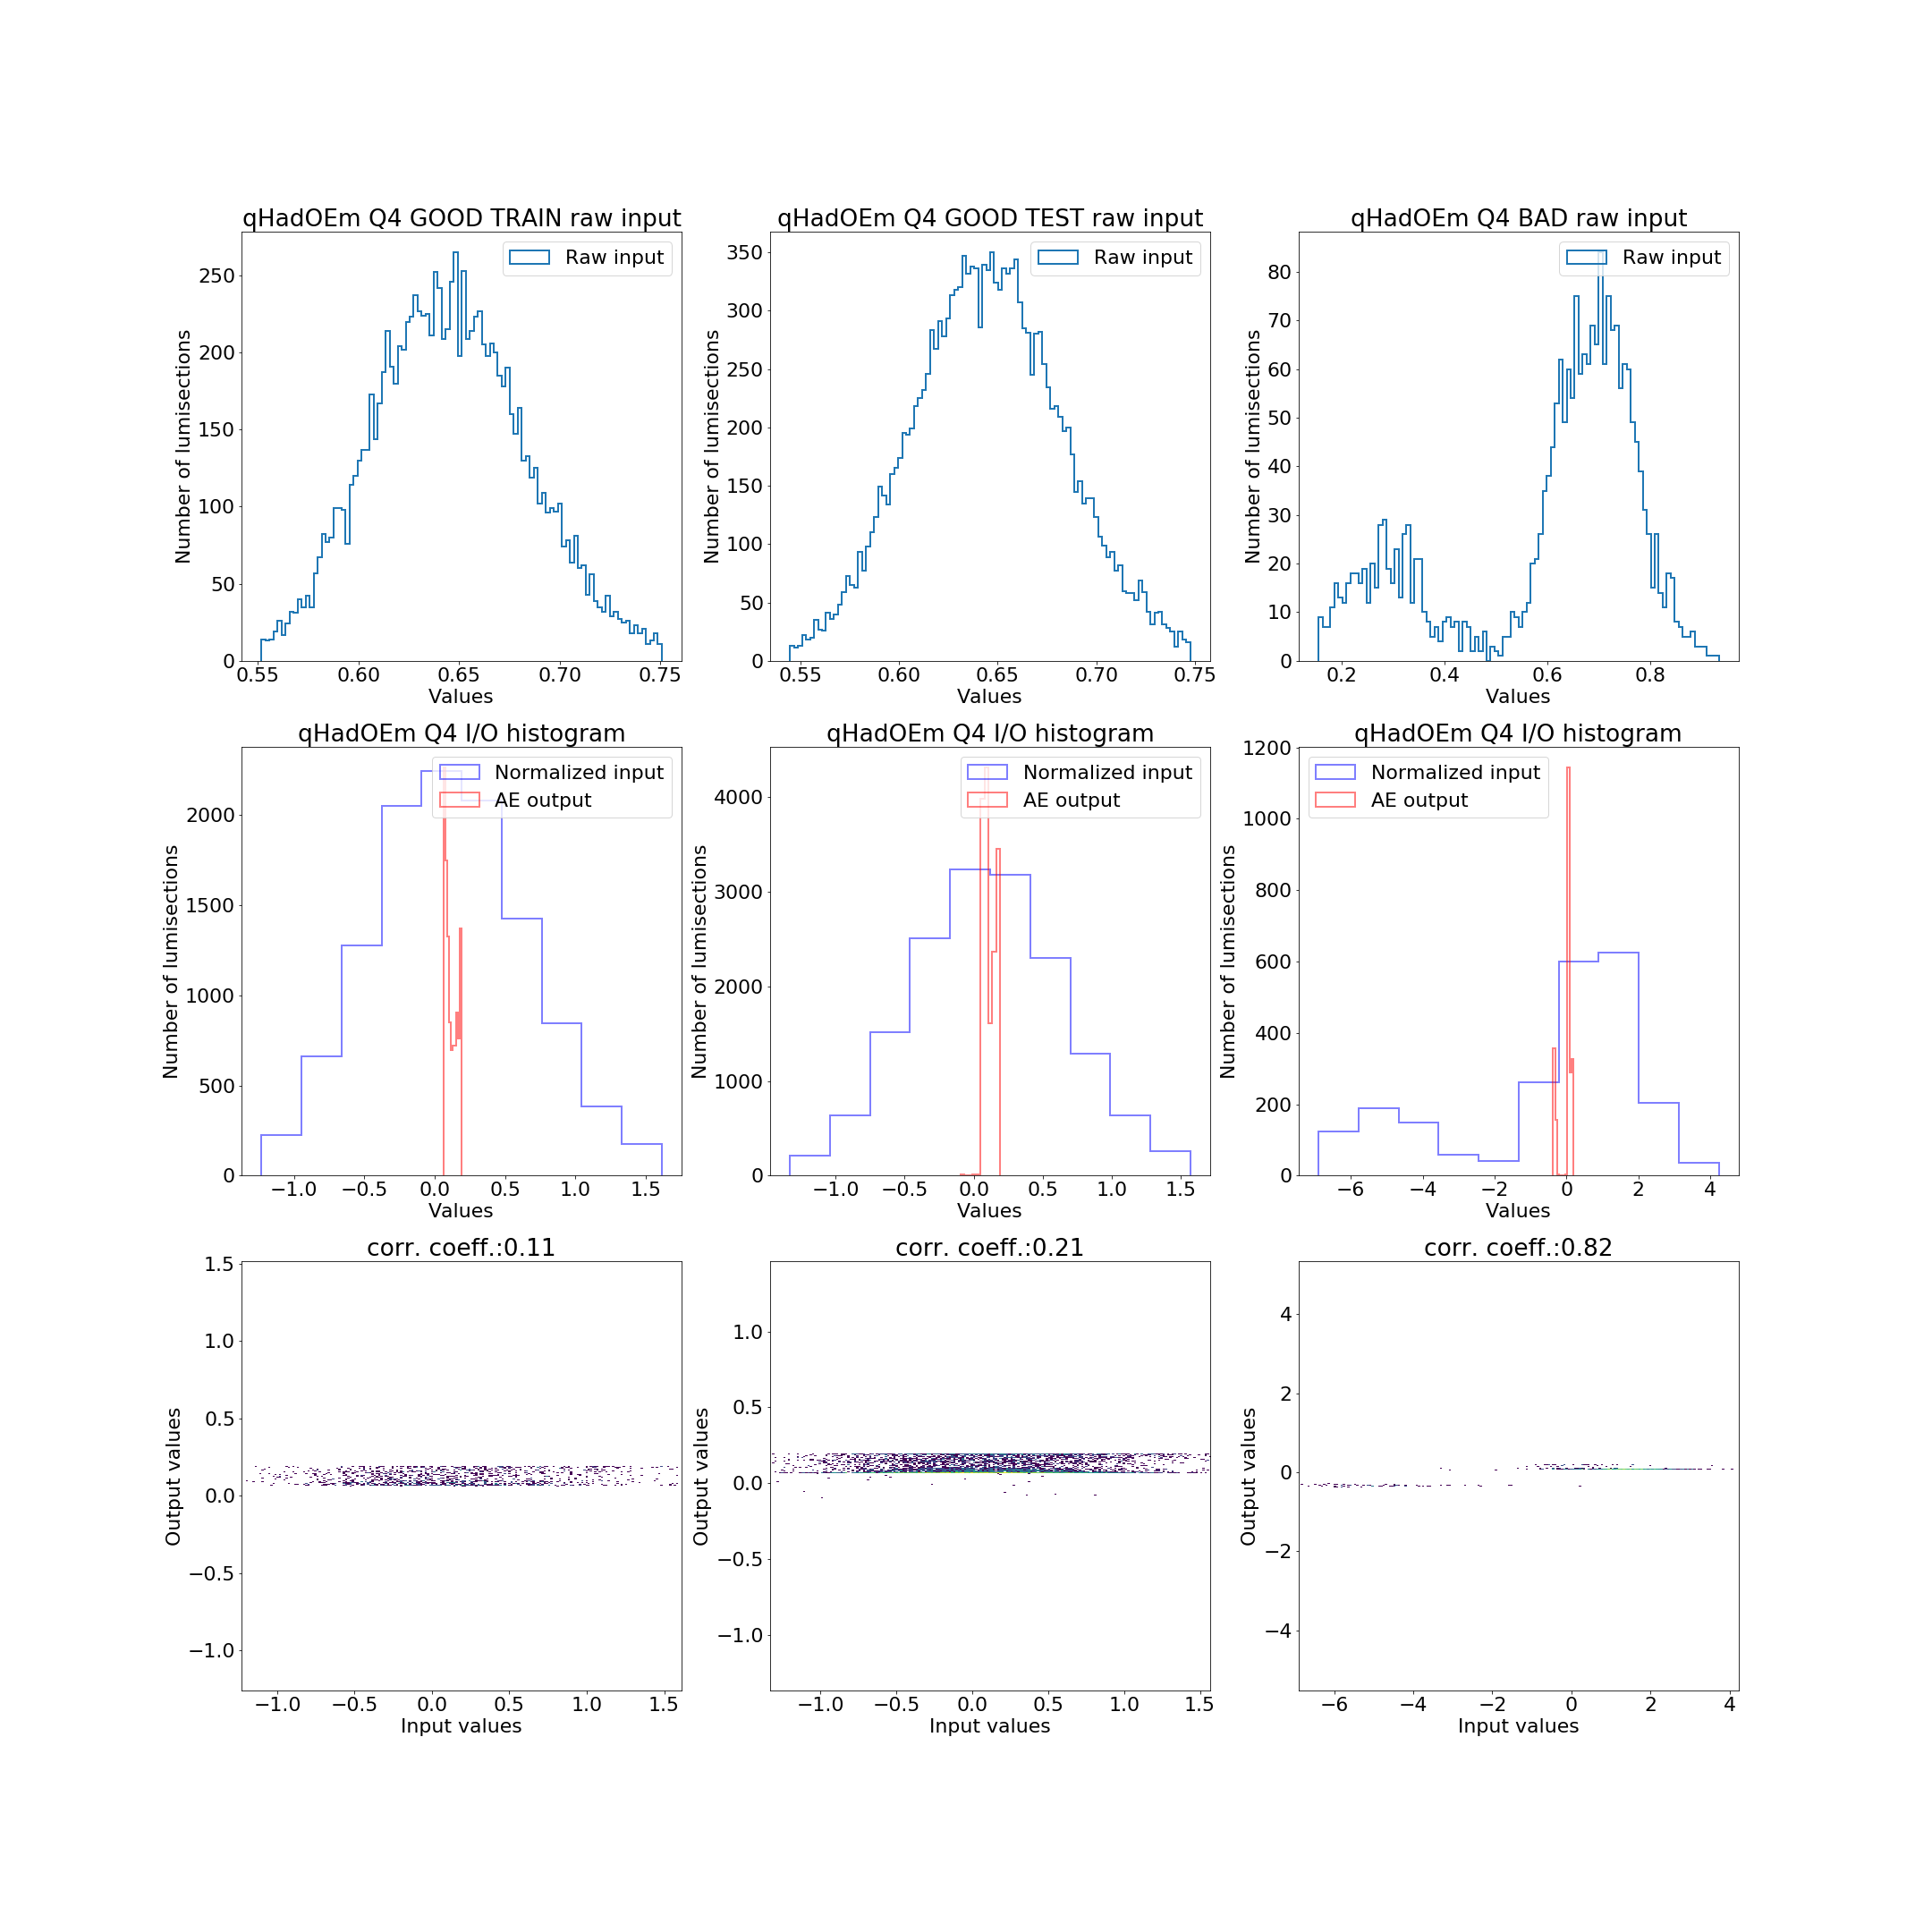 qHadOEm Q4 GOOD TRAIN raw input
Raw input
250
200
150
100
50
0
0.55 0.60 0.65 0.70 0.75
Values
Number of lumisections
qHadOEm Q4 GOOD TEST raw input
Raw input
350
300
250
200
150
100
50
0
0.55 0.60 0.65 0.70 0.75
Values
Number of lumisections
qHadOEm Q4 BAD raw input
Raw input
80
70
60
50
40
30
20
10
0
0.2 0.4 0.6 0.8
Values
Number of lumisections
qHadOEm Q4 I/O histogram
Normalized input
AE output
2000
1500
1000
500
0
−1.0 −0.5 0.0 0.5 1.0 1.5
Values
Number of lumisections
qHadOEm Q4 I/O histogram
Normalized input
AE output
4000
3000
2000
1000
0
−1.0 −0.5 0.0 0.5 1.0 1.5
Values
Number of lumisections
qHadOEm Q4 I/O histogram
Normalized input
AE output
1200
1000
800
600
400
200
0
−6 −4 −2 0 2 4
Values
Number of lumisections
corr. coeff.:0.11
1.5
1.0
0.5
0.0
−0.5
−1.0
−1.0 −0.5 0.0 0.5 1.0 1.5
Input values
Output values
corr. coeff.:0.21
1.0
0.5
0.0
−0.5
−1.0
−1.0 −0.5 0.0 0.5 1.0 1.5
Input values
Output values
corr. coeff.:0.82
4
2
0
−2
−4
−6 −4 −2 0 2 4
Input values
Output values